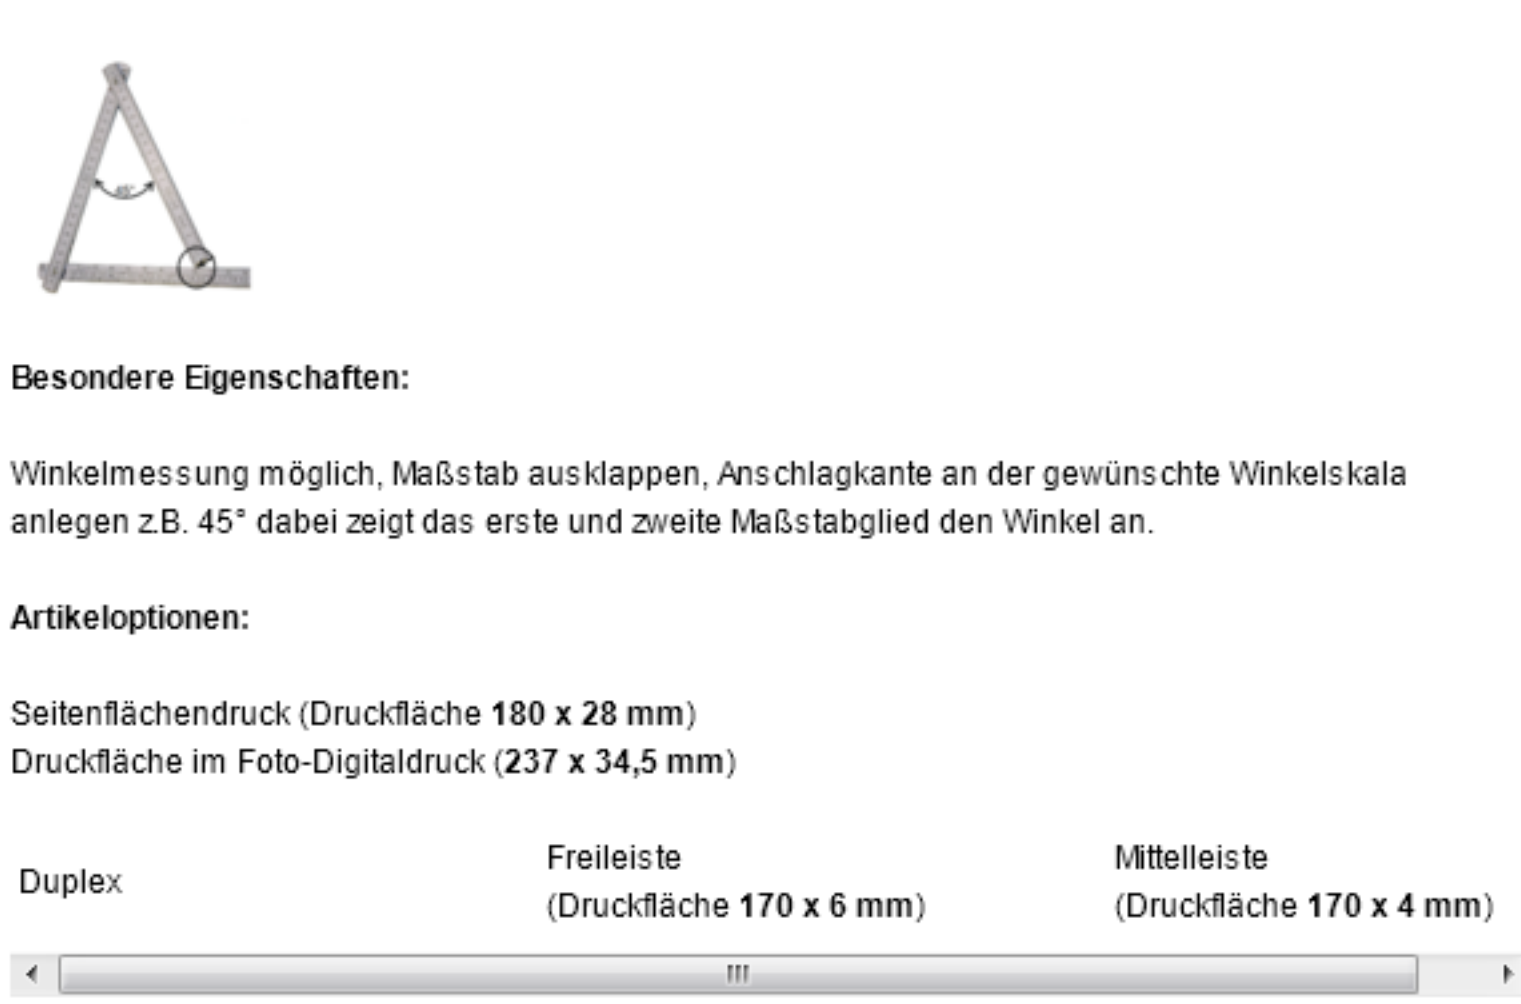 45°
Besondere Eigenschaften:
Winkelmessung möglich, Maßstab ausklappen, Anschlagkante an der gewünschte Winkelskala
anlegen z.B. 45° dabei zeigt das erste und zweite Maßstabglied den Winkel an.
Artikeloptionen:
Seitenflächendruck (Druckfläche 180 x 28 mm)
Druckfläche im Foto-Digitaldruck (237 x 34,5 mm)
Duplex
Freileiste
(Druckfläche 170 x 6 mm)
Mittelleiste
(Druckfläche 170 x 4 mm)